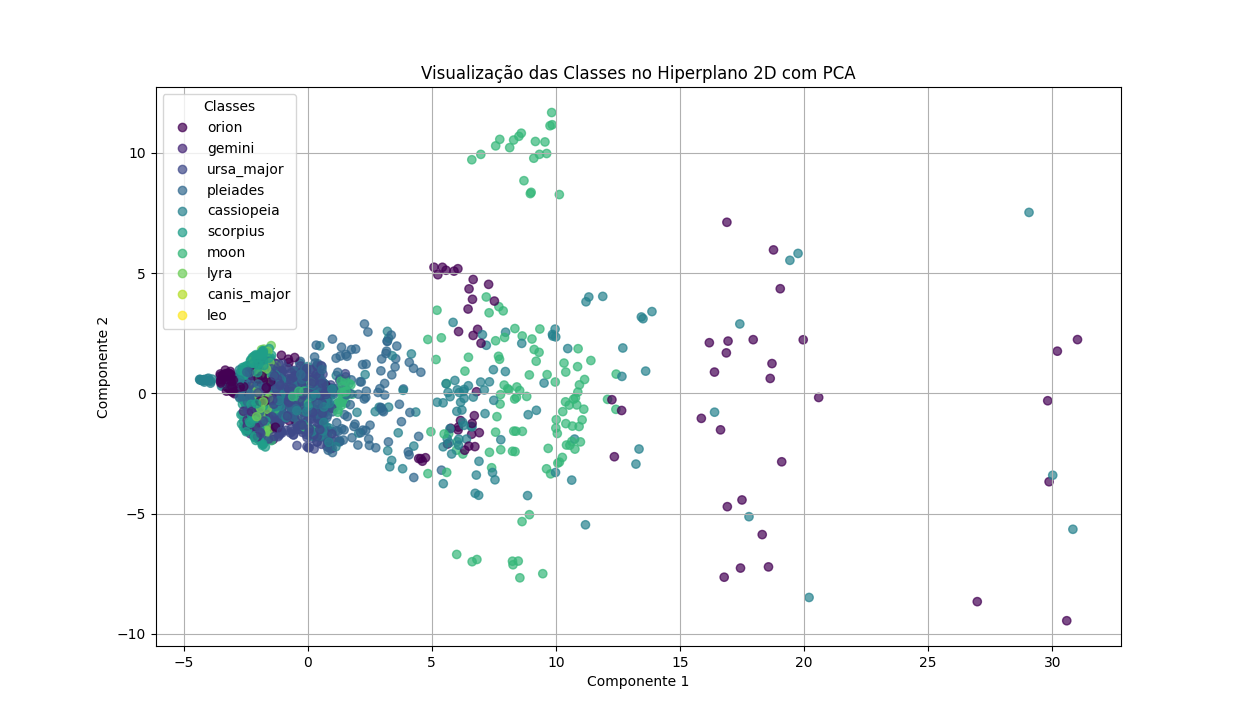 Visualização das Classes no Hiperplano 2D com PCA
Classes
orion
gemini
ursa_major
pleiades
cassiopeia
scorpius
moon
lyra
canis_major
leo
Componente 2
10
5
0
−5
−10
−5 0 5 10 15 20 25 30
Componente 1